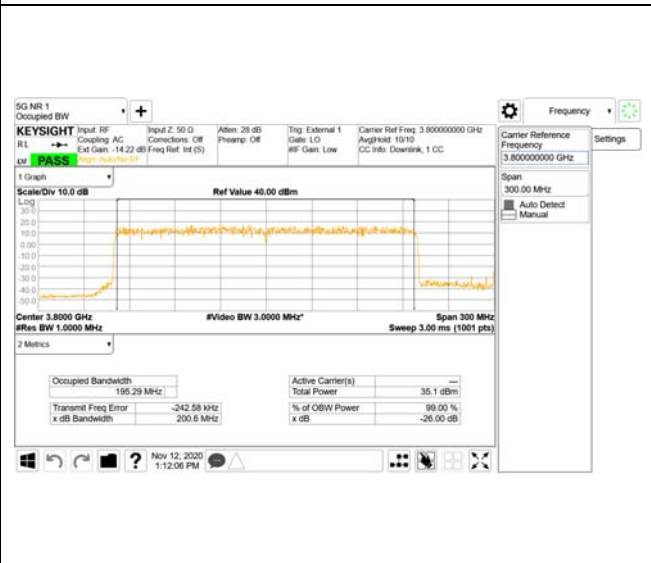 5G NR 1
Occupied BW
Frequency
KEYSIGHT
Input: RF
Input Z: 50 Ω
Atten: 28 dB
Trig: External 1
Carrier Ref Freq: 3.800000000 GHz
RL
Coupling: AC
Corrections: Off
Preamp: Off
Gate: LO
Avg|Hold: 10/10
Ext Gain: -14.22 dB
Freq Ref: Int (S)
#IF Gain: Low
CC Info: Downlink, 1 CC
PASS
Align: Auto/No RF
Carrier Reference
Frequency
3.800000000 GHz
Settings
Span
300.00 MHz
Auto Detect
Manual
1 Graph
Scale/Div 10.0 dB
Ref Value 40.00 dBm
Log
30.0
20.0
10.0
0.00
-10.0
-20.0
-30.0
-40.0
-50.0
Center 3.8000 GHz
#Video BW 3.0000 MHz*
Span 300 MHz
#Res BW 1.0000 MHz
Sweep 3.00 ms (1001 pts)
2 Metrics
Occupied Bandwidth
195.29 MHz
Active Carrier(s)
---
Total Power
35.1 dBm
Transmit Freq Error
-242.58 kHz
% of OBW Power
99.00 %
x dB Bandwidth
200.6 MHz
x dB
-26.00 dB
Nov 12, 2020
1:12:06 PM